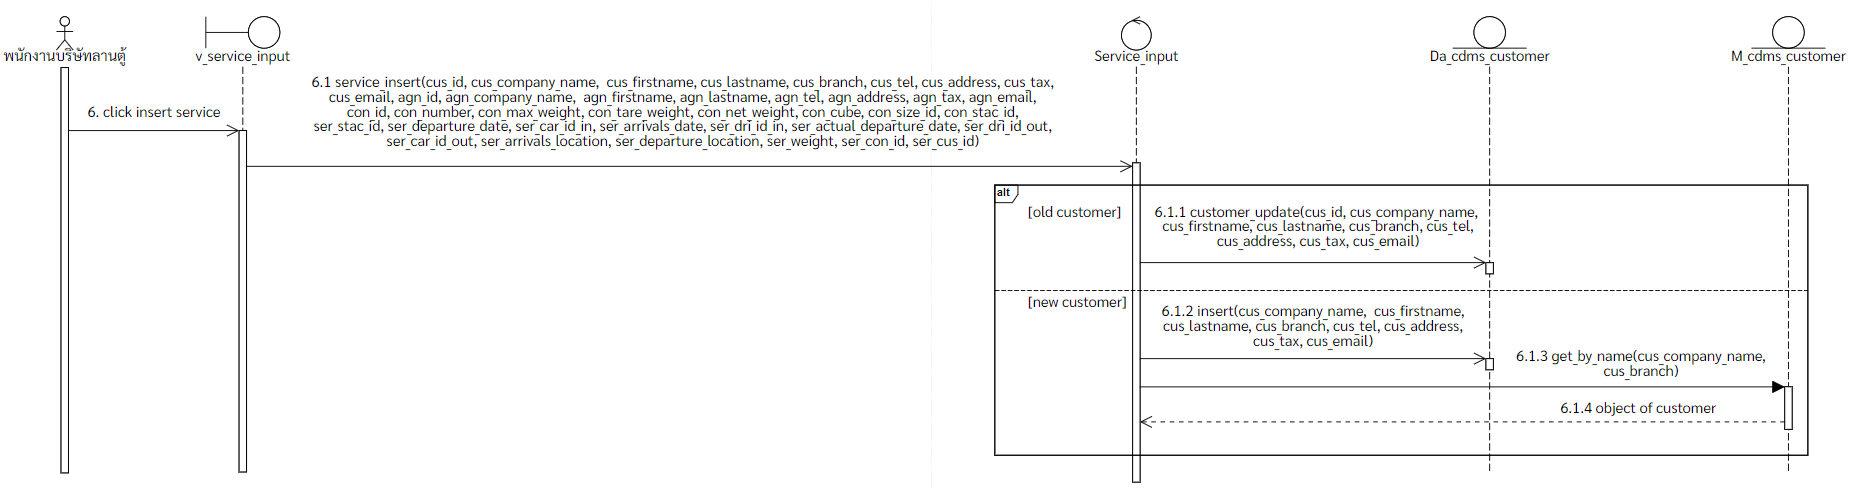 พนักงานบริษัทลานตู้
v_service_input
Service_input
Da_cdms_customer
M_cdms_customer
6. click insert service
6.1 service_insert(cus_id, cus_company_name, cus_firstname, cus_lastname, cus_branch, cus_tel, cus_address, cus_tax,
cus_email, agn_id, agn_company_name, agn_firstname, agn_lastname, agn_tel, agn_address, agn_tax, agn_email,
con_id, con_number, con_max_weight, con_tare_weight, con_net_weight, con_cube, con_size_id, con_stac_id,
ser_stac_id, ser_departure_date, ser_car_id_in, ser_arrivals_date, ser_dri_id_in, ser_actual_departure_date, ser_dri_id_out,
ser_car_id_out, ser_arrivals_location, ser_departure_location, ser_weight, ser_con_id, ser_cus_id)
alt
[old customer]
6.1.1 customer_update(cus_id, cus_company_name,
cus_firstname, cus_lastname, cus_branch, cus_tel,
cus_address, cus_tax, cus_email)
[new customer]
6.1.2 insert(cus_company_name, cus_firstname,
cus_lastname, cus_branch, cus_tel, cus_address,
cus_tax, cus_email)
6.1.3 get_by_name(cus_company_name,
cus_branch)
6.1.4 object of customer